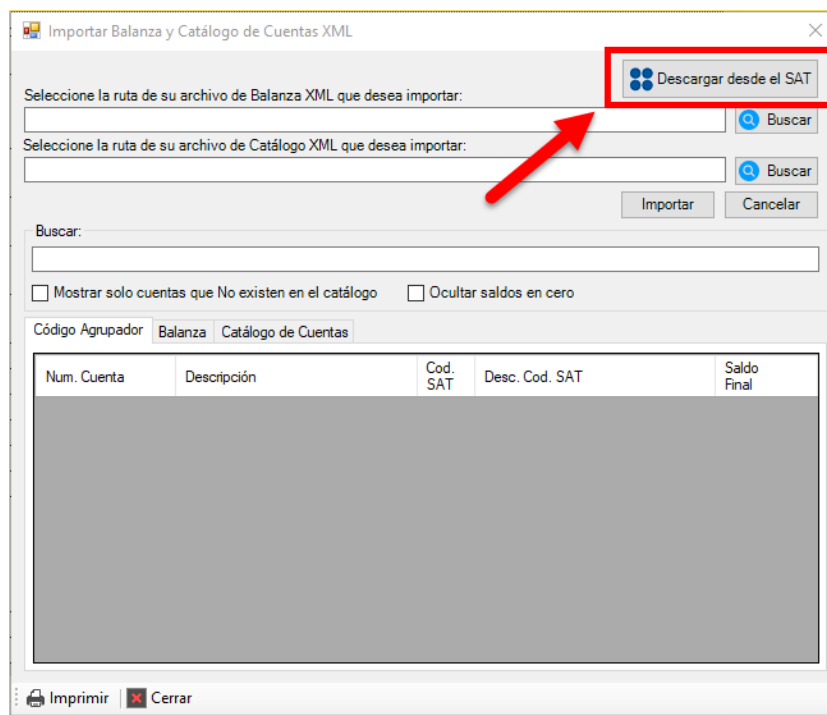 Importar Balanza y Catálogo de Cuentas XML
Descargar desde el SAT
Seleccione la ruta de su archivo de Balanza XML que desea importar:
Buscar
Seleccione la ruta de su archivo de Catálogo XML que desea importar:
Buscar
Importar Cancelar
Buscar:
Mostrar solo cuentas que No existen en el catálogo Ocultar saldos en cero
Código Agrupador Balanza Catálogo de Cuentas
Num. Cuenta Descripción Cod. SAT Desc. Cod. SAT Saldo Final
Imprimir Cerrar